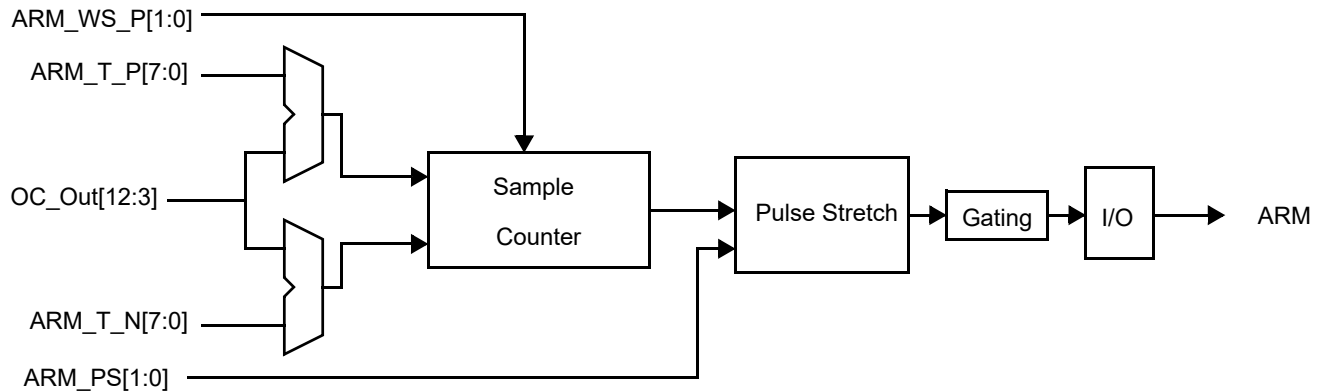 ARM_WS_P[1:0]
ARM_T_P[7:0]
OC_Out[12:3]
ARM_T_N[7:0]
ARM_PS[1:0]
Sample
Counter
Pulse Stretch
Gating
I/O
ARM